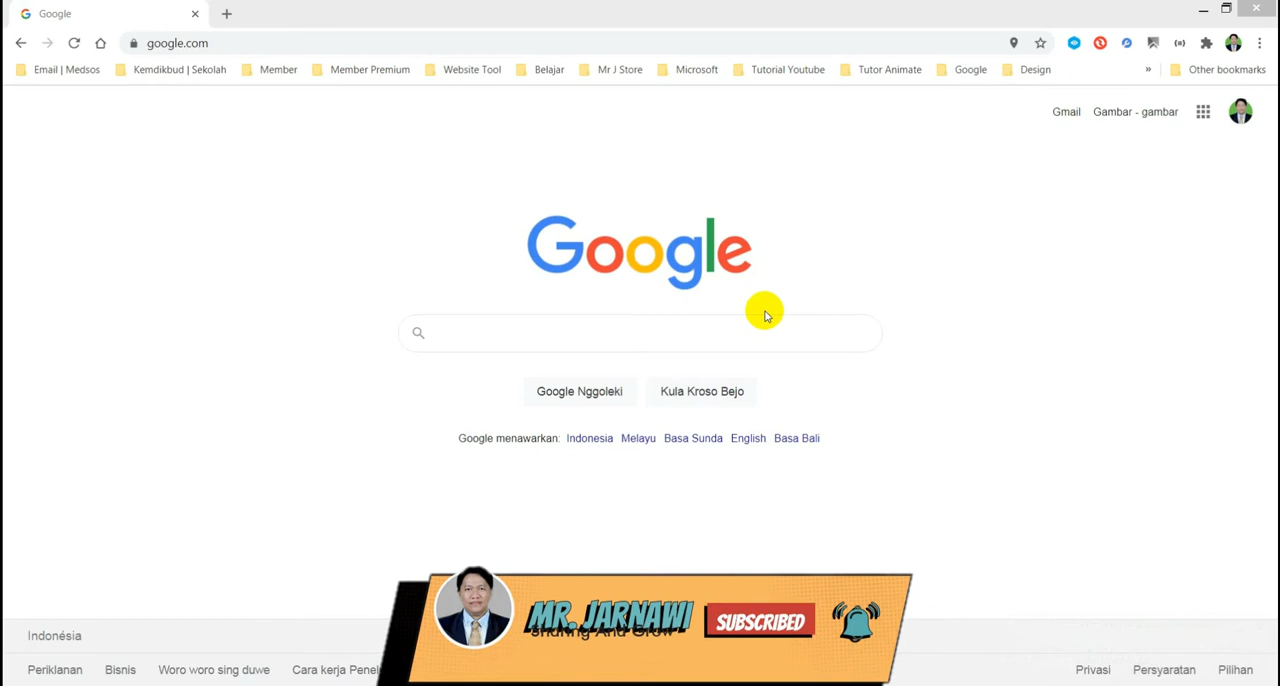 Google
google.com
Email | Medsos Kemdikbud | Sekolah Member Member Premium Website Tool Belajar Mr J Store Microsoft Tutorial Youtube Tutor Animate Google Design » Other bookmarks
Gmail Gambar - gambar
Google
Google Nggoleki Kula Kroso Bejo
Google menawarkan: Indonesia Melayu Basa Sunda English Basa Bali
MR. JARNAWI SUBSCRIBED
Sharing And Grow
Indonésia
Periklanan Bisnis Woro woro sing duwe Cara kerja Penel Privasi Persyaratan Pilihan